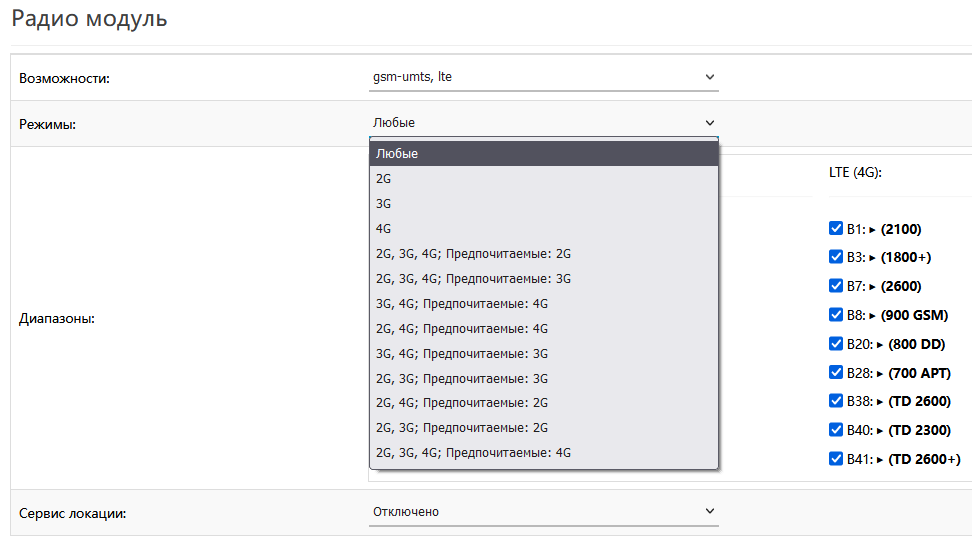 Радио модуль
Возможности:
gsm-umts, lte
Режимы:
Любые
Любые
2G
3G
4G
2G, 3G, 4G; Предпочитаемые: 2G
2G, 3G, 4G; Предпочитаемые: 3G
3G, 4G; Предпочитаемые: 4G
2G, 4G; Предпочитаемые: 4G
3G, 4G; Предпочитаемые: 3G
2G, 3G; Предпочитаемые: 3G
2G, 4G; Предпочитаемые: 2G
2G, 3G; Предпочитаемые: 2G
2G, 3G, 4G; Предпочитаемые: 4G
Диапазоны:
LTE (4G):
B1: ▸ (2100)
B3: ▸ (1800+)
B7: ▸ (2600)
B8: ▸ (900 GSM)
B20: ▸ (800 DD)
B28: ▸ (700 APT)
B38: ▸ (TD 2600)
B40: ▸ (TD 2300)
B41: ▸ (TD 2600+)
Сервис локации:
Отключено